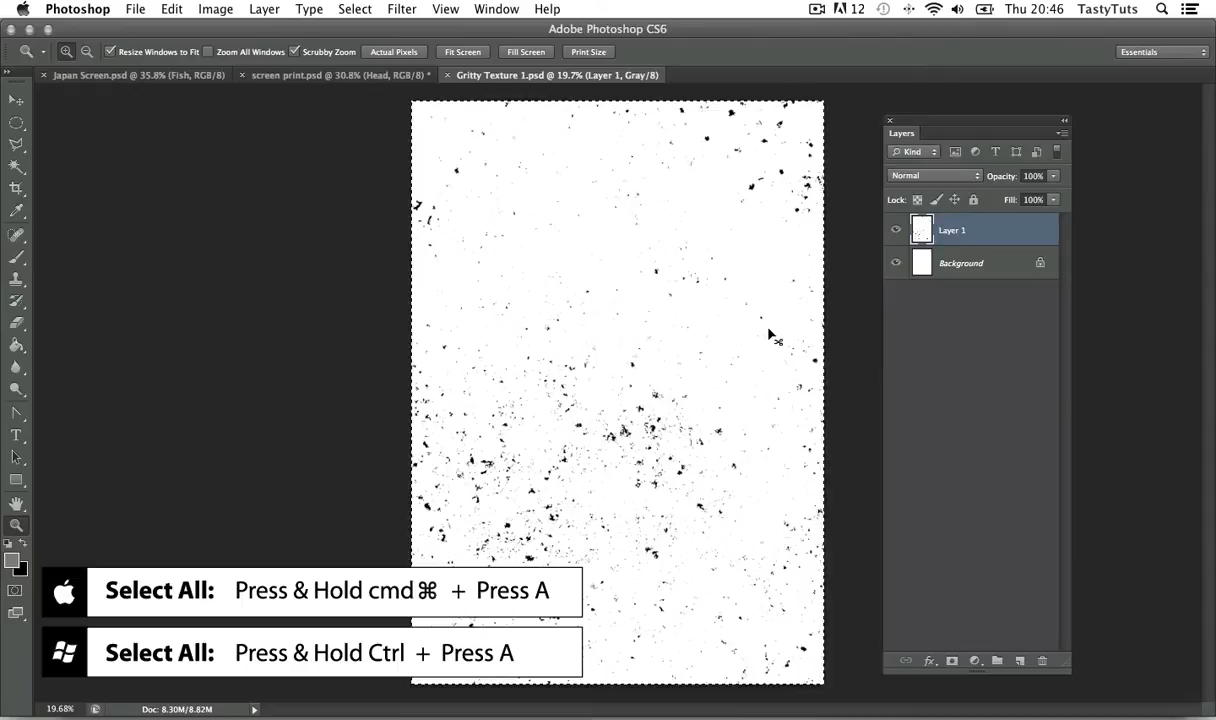 Photoshop File Edit Image Layer Type Select Filter View Window Help 12 Thu 20:46 TastyTuts
Adobe Photoshop CS6
Resize Windows to Fit Zoom All Windows Scrubby Zoom Actual Pixels Fit Screen Fill Screen Print Size Essentials
Japan Screen.psd @ 35.8% (Fish, RGB/8) screen print.psd @ 30.8% (Head, RGB/8) * Gritty Texture 1.psd @ 19.7% (Layer 1, Gray/8)
Layers
Kind
Normal Opacity: 100%
Lock: Fill: 100%
Layer 1
Background
Select All: Press & Hold cmd ⌘ + Press A
Select All: Press & Hold Ctrl + Press A
19.68% Doc: 8.30M/8.82M